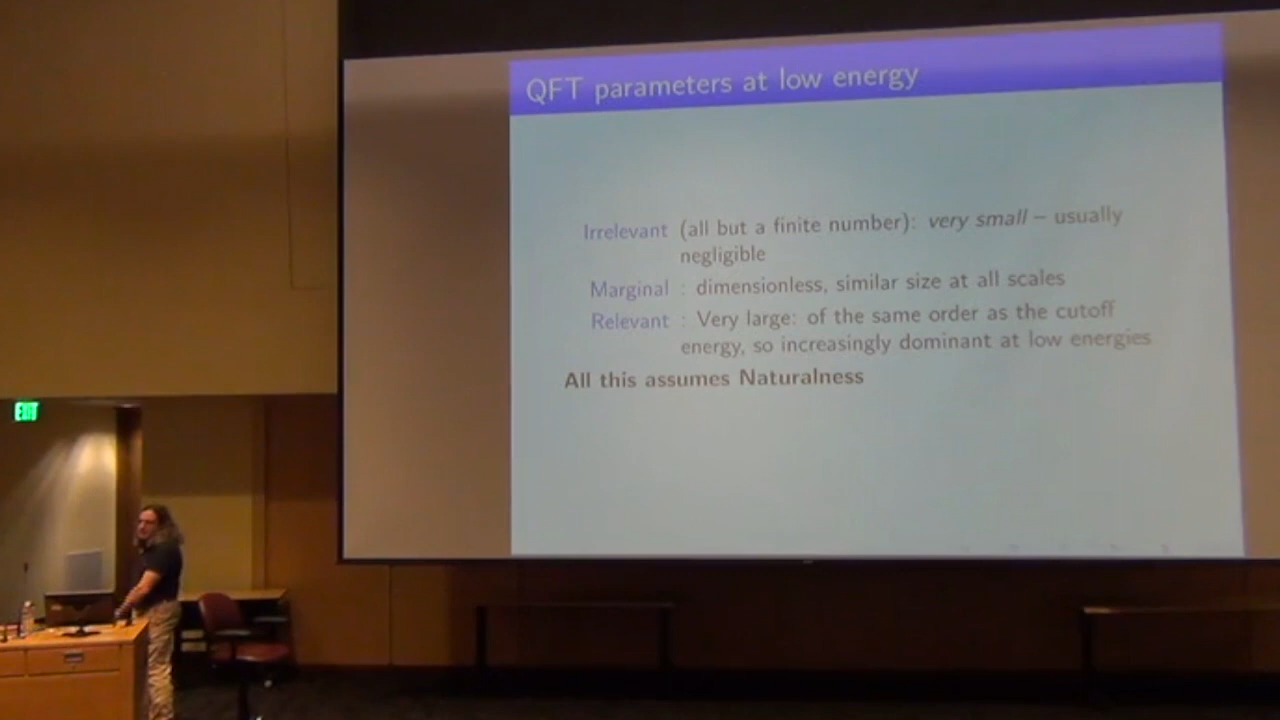 QFT parameters at low energy
Irrelevant (all but a finite number): very small – usually
negligible
Marginal : dimensionless, similar size at all scales
Relevant : Very large: of the same order as the cutoff
energy, so increasingly dominant at low energies
All this assumes Naturalness
EXIT